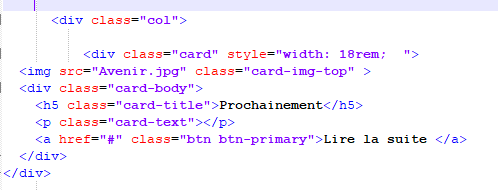 <div class="col">
<div class="card" style="width: 18rem;  ">
<img src="Avenir.jpg" class="card-img-top" >
<div class="card-body">
<h5 class="card-title">Prochainement</h5>
<p class="card-text"></p>
<a href="#" class="btn btn-primary">Lire la suite </a>
</div>
</div>